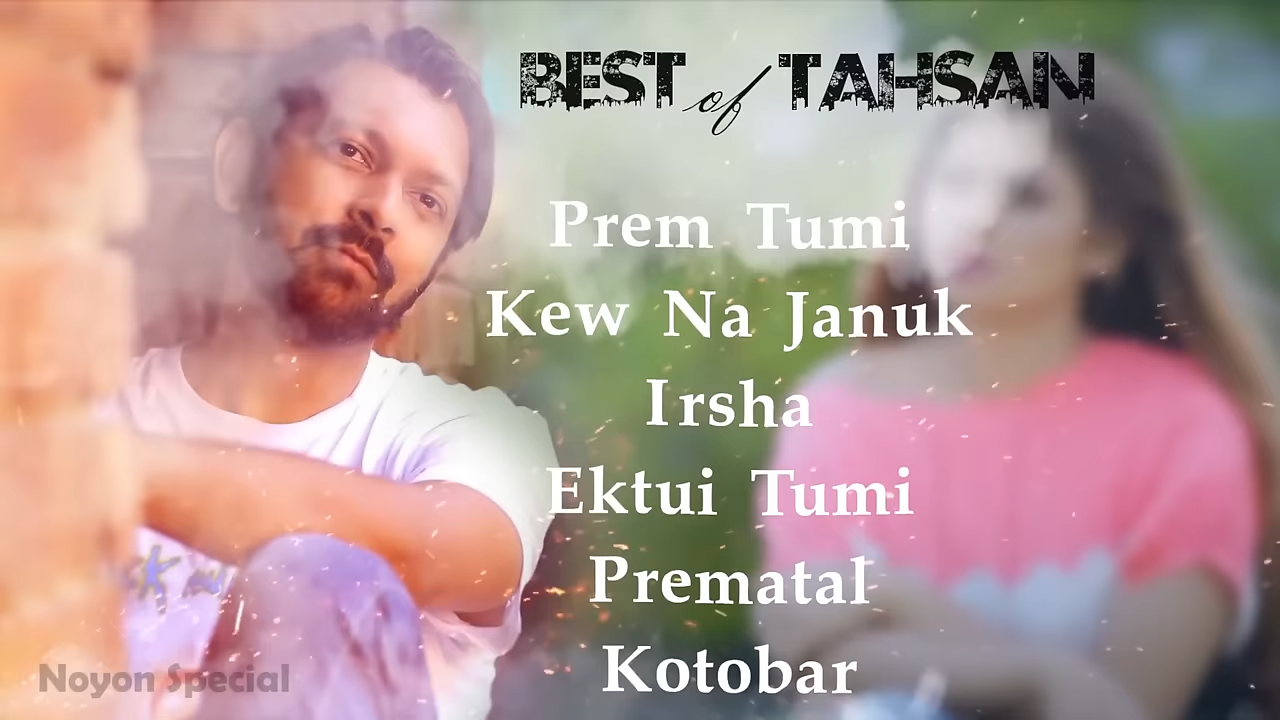 BEST of TAHSAN
Prem Tumi
Kew Na Januk
Irsha
Ektui Tumi
Prematal
Kotobar
Noyon Special